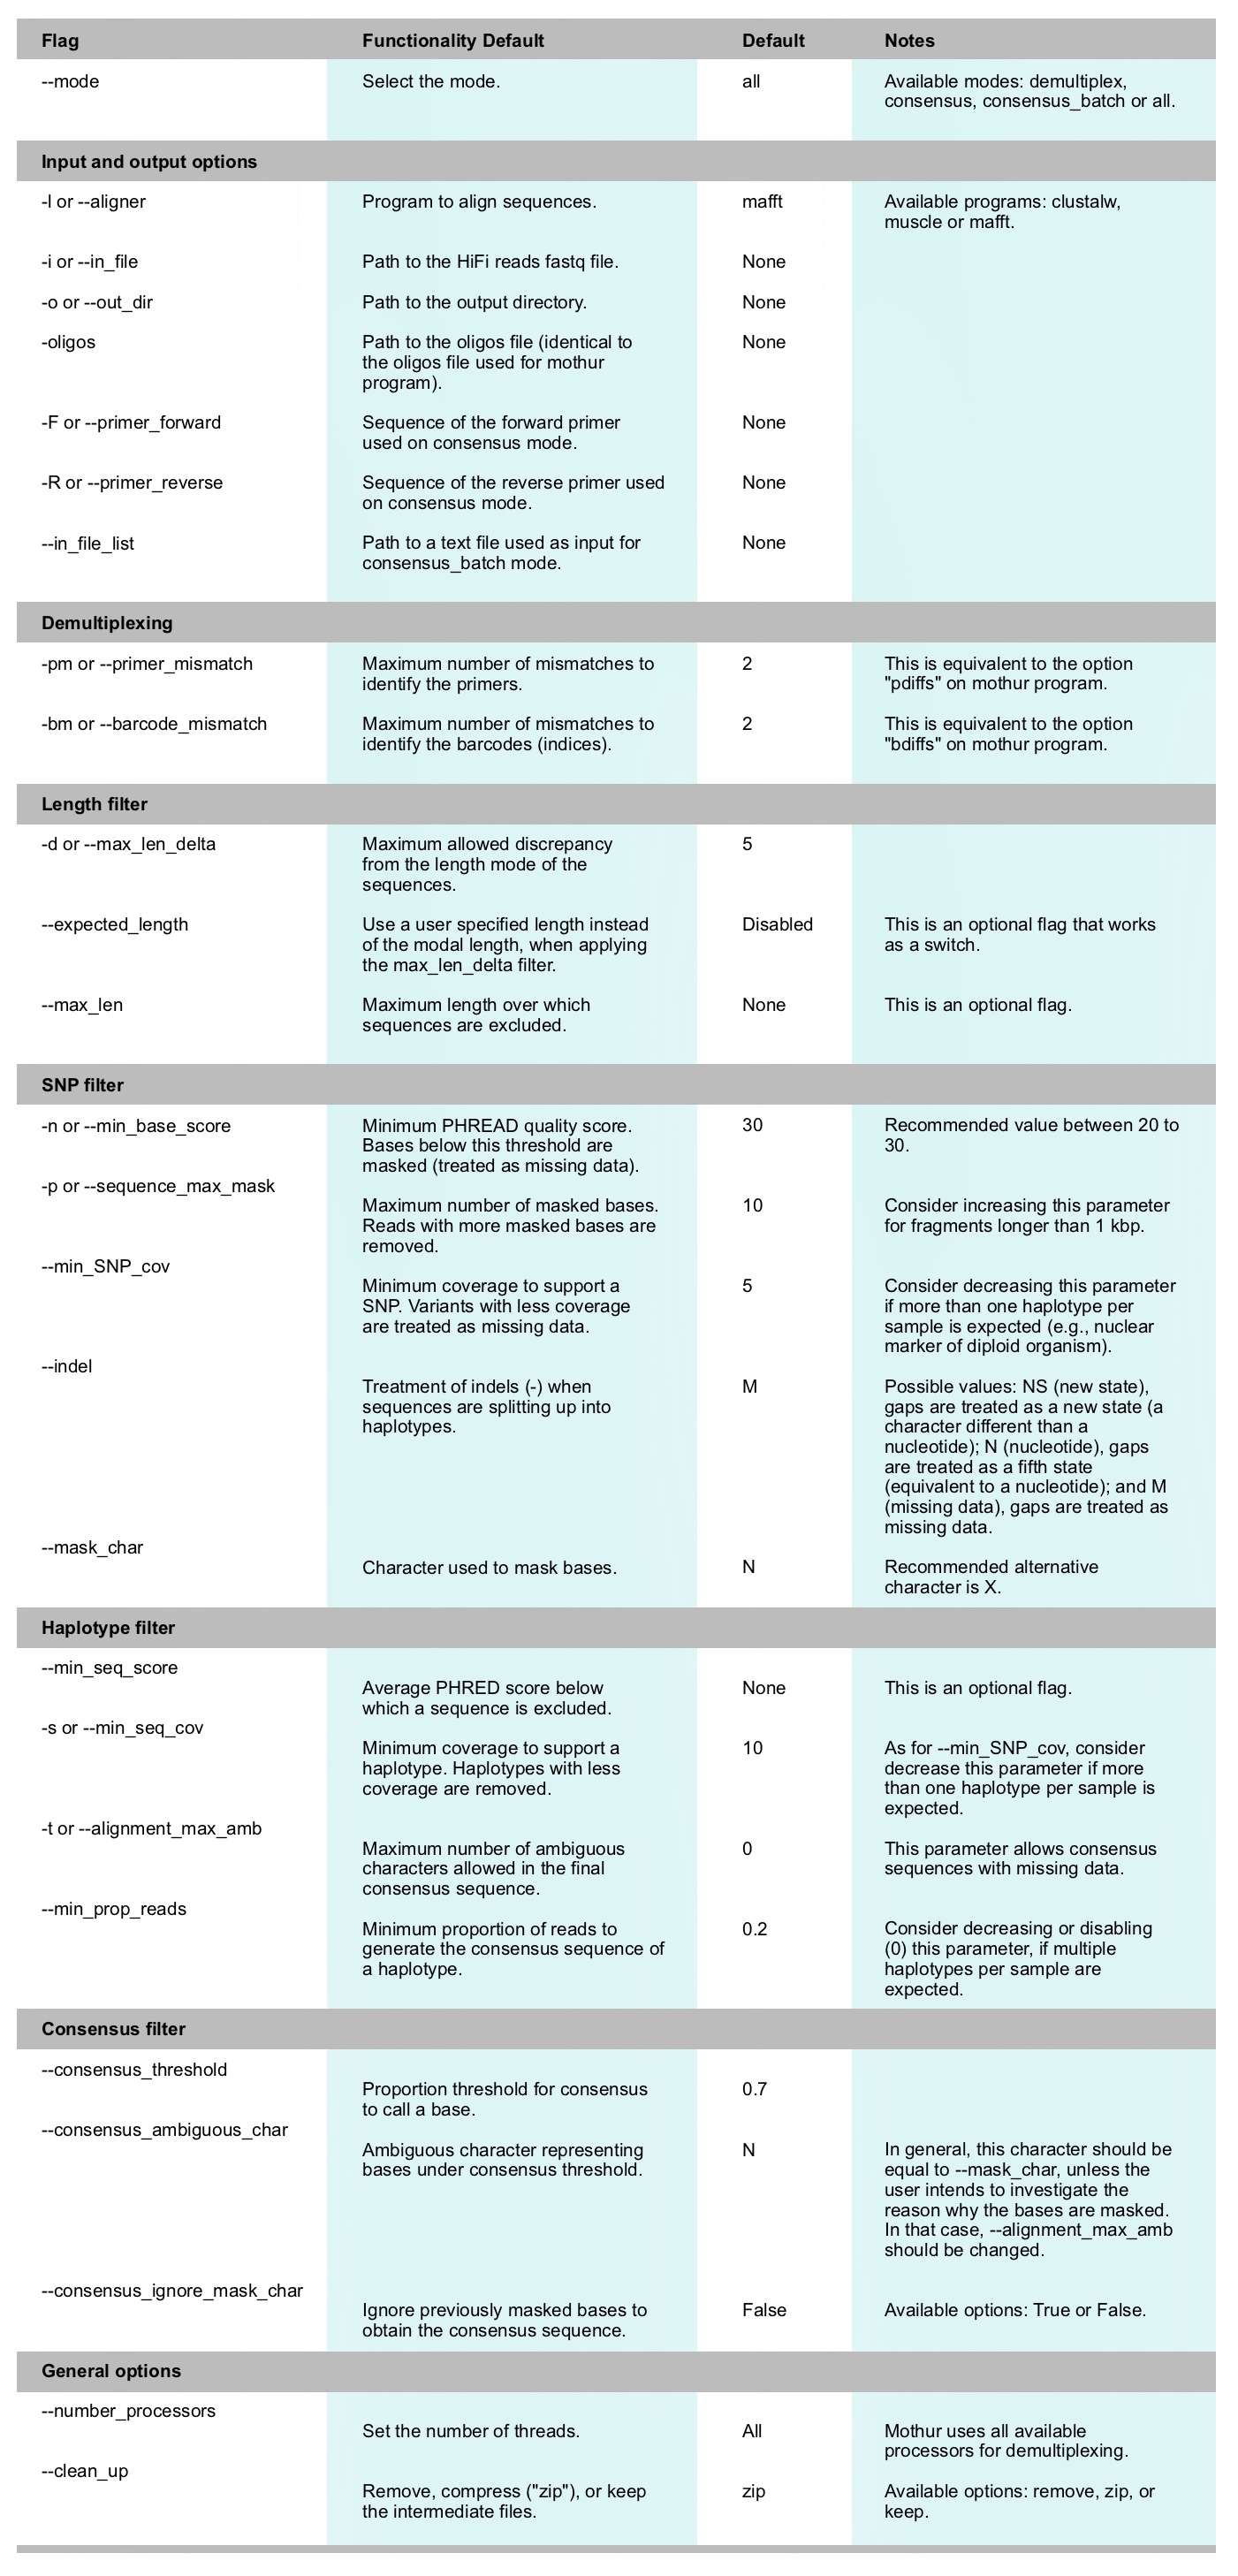 Flag Functionality Default Default Notes
--mode Select the mode. all Available modes: demultiplex,
consensus, consensus_batch or all.
Input and output options
-l or --aligner Program to align sequences. mafft Available programs: clustalw,
muscle or mafft.
-i or --in_file Path to the HiFi reads fastq file. None
-o or --out_dir Path to the output directory. None
-oligos Path to the oligos file (identical to None
the oligos file used for mothur
program).
-F or --primer_forward Sequence of the forward primer None
used on consensus mode.
-R or --primer_reverse Sequence of the reverse primer used None
on consensus mode.
--in_file_list Path to a text file used as input for None
consensus_batch mode.
Demultiplexing
-pm or --primer_mismatch Maximum number of mismatches to 2 This is equivalent to the option
identify the primers. "pdiffs" on mothur program.
-bm or --barcode_mismatch Maximum number of mismatches to 2 This is equivalent to the option
identify the barcodes (indices). "bdiffs" on mothur program.
Length filter
-d or --max_len_delta Maximum allowed discrepancy 5
from the length mode of the
sequences.
--expected_length Use a user specified length instead Disabled This is an optional flag that works
of the modal length, when applying as a switch.
the max_len_delta filter.
--max_len Maximum length over which None This is an optional flag.
sequences are excluded.
SNP filter
-n or --min_base_score Minimum PHREAD quality score. 30 Recommended value between 20 to
Bases below this threshold are 30.
masked (treated as missing data).
-p or --sequence_max_mask
Maximum number of masked bases. 10 Consider increasing this parameter
Reads with more masked bases are for fragments longer than 1 kbp.
removed.
--min_SNP_cov
Minimum coverage to support a 5 Consider decreasing this parameter
SNP. Variants with less coverage if more than one haplotype per
are treated as missing data. sample is expected (e.g., nuclear
marker of diploid organism).
--indel
Treatment of indels (-) when M Possible values: NS (new state),
sequences are splitting up into gaps are treated as a new state (a
haplotypes. character different than a
nucleotide); N (nucleotide), gaps
are treated as a fifth state
(equivalent to a nucleotide); and M
(missing data), gaps are treated as
missing data.
--mask_char
Character used to mask bases. N Recommended alternative
character is X.
Haplotype filter
--min_seq_score
Average PHRED score below None This is an optional flag.
which a sequence is excluded.
-s or --min_seq_cov
Minimum coverage to support a 10 As for --min_SNP_cov, consider
haplotype. Haplotypes with less decrease this parameter if more
coverage are removed. than one haplotype per sample is
expected.
-t or --alignment_max_amb
Maximum number of ambiguous 0 This parameter allows consensus
characters allowed in the final sequences with missing data.
consensus sequence.
--min_prop_reads
Minimum proportion of reads to 0.2 Consider decreasing or disabling
generate the consensus sequence of (0) this parameter, if multiple
a haplotype. haplotypes per sample are
expected.
Consensus filter
--consensus_threshold
Proportion threshold for consensus 0.7
to call a base.
--consensus_ambiguous_char
Ambiguous character representing N In general, this character should be
bases under consensus threshold. equal to --mask_char, unless the
user intends to investigate the
reason why the bases are masked.
In that case, --alignment_max_amb
should be changed.
--consensus_ignore_mask_char
Ignore previously masked bases to False Available options: True or False.
obtain the consensus sequence.
General options
--number_processors
Set the number of threads. All Mothur uses all available
processors for demultiplexing.
--clean_up
Remove, compress ("zip"), or keep zip Available options: remove, zip, or
the intermediate files. keep.